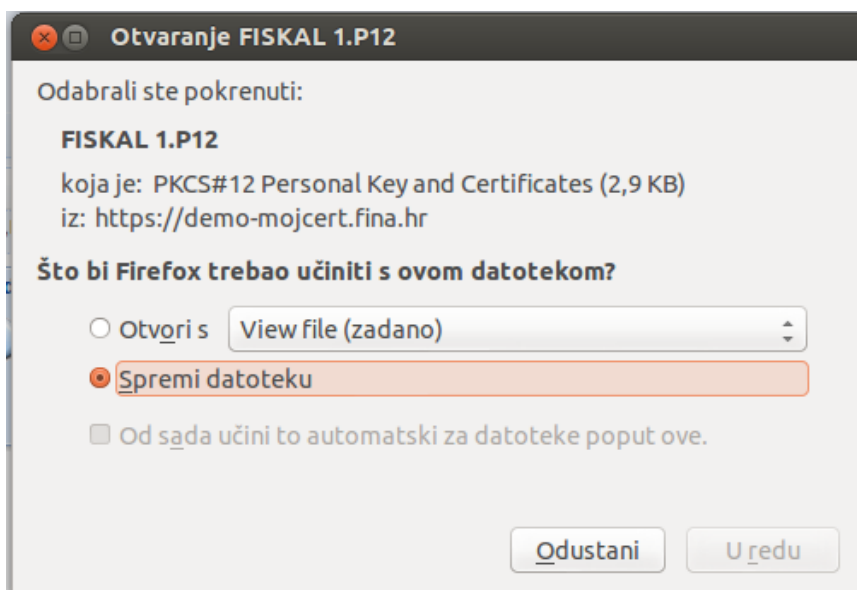 Otvaranje FISKAL 1.P12
Odabrali ste pokrenuti:
FISKAL 1.P12
koja je: PKCS#12 Personal Key and Certificates (2,9 KB)
iz: https://demo-mojcert.fina.hr
Što bi Firefox trebao učiniti s ovom datotekom?
Otvori s View file (zadano)
Spremi datoteku
Od sada učini to automatski za datoteke poput ove.
Odustani U redu